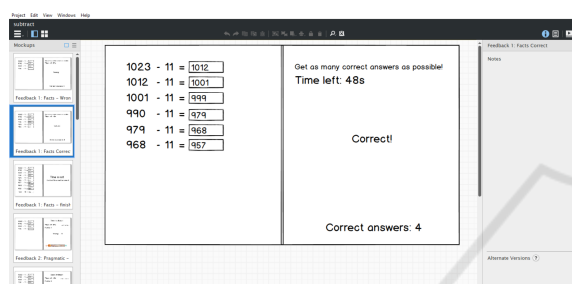 Project Edit View Windows Help
subtract
Mockups
Feedback 1: Facts – Wron
Feedback 1: Facts Correc
Feedback 1: Facts – Finish
Feedback 2: Pragmatic –
1023 - 11 = 1012
1012 - 11 = 1001
1001 - 11 = 999
990 - 11 = 979
979 - 11 = 968
968 - 11 = 957
Get as many correct answers as possible!
Time left: 48s
Correct!
Correct answers: 4
Feedback 1: Facts Correct
Notes
Alternate Versions ?